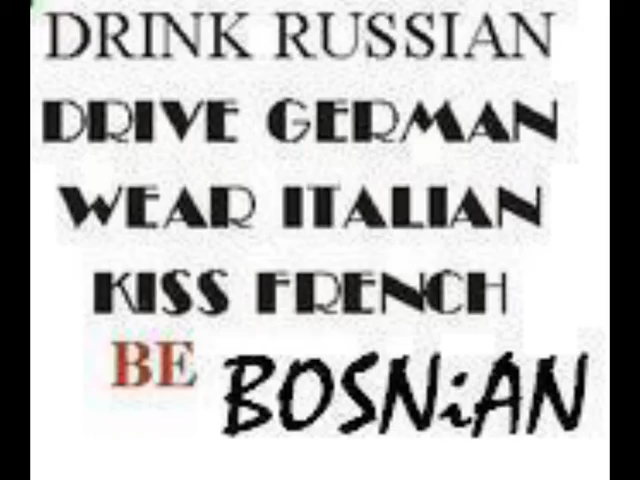 DRINK RUSSIAN
DRIVE GERMAN
WEAR ITALIAN
KISS FRENCH
BE BOSNiAN